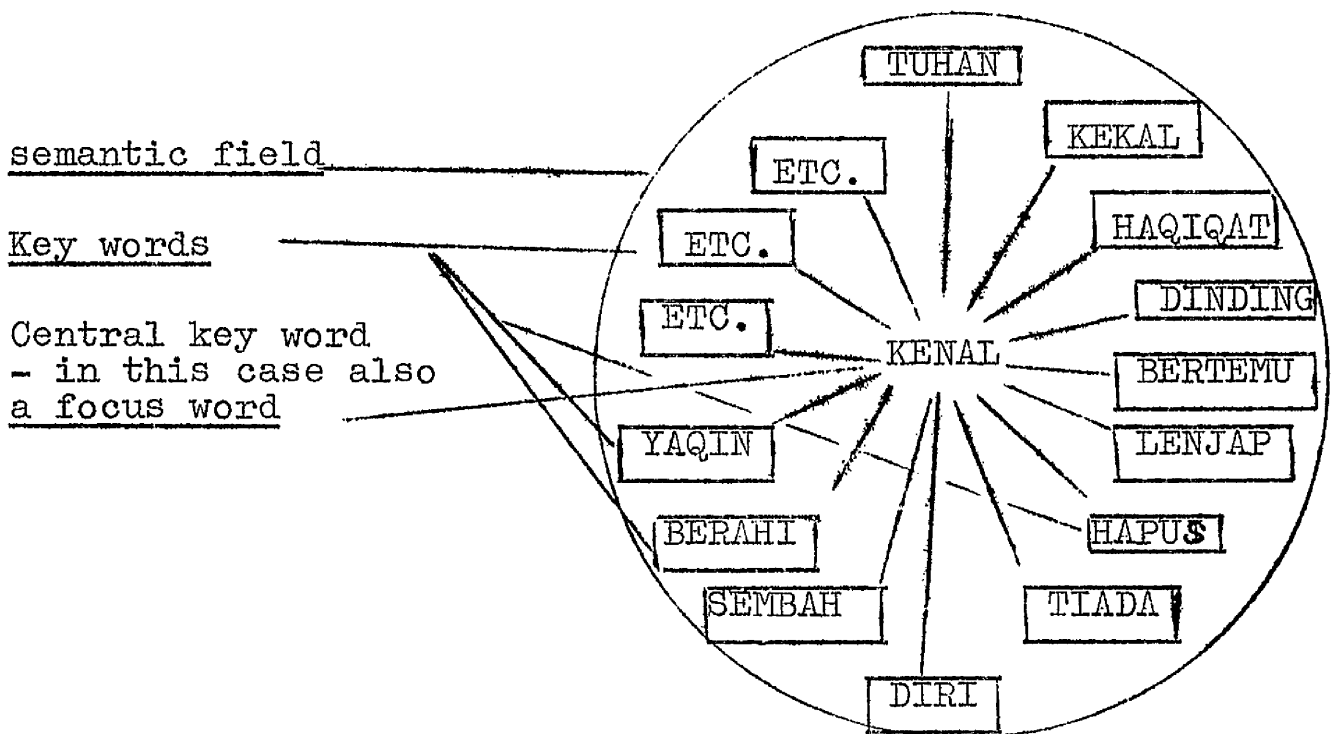 TUHAN
KEKAL
semantic field
ETC.
HAQIQAT
Key words
ETC.
DINDING
Central key word
- in this case also
a focus word
ETC.
KENAL
BERTEMU
YAQIN
LENJAP
BERAHI
HAPUS
SEMBAH
TIADA
DIRI